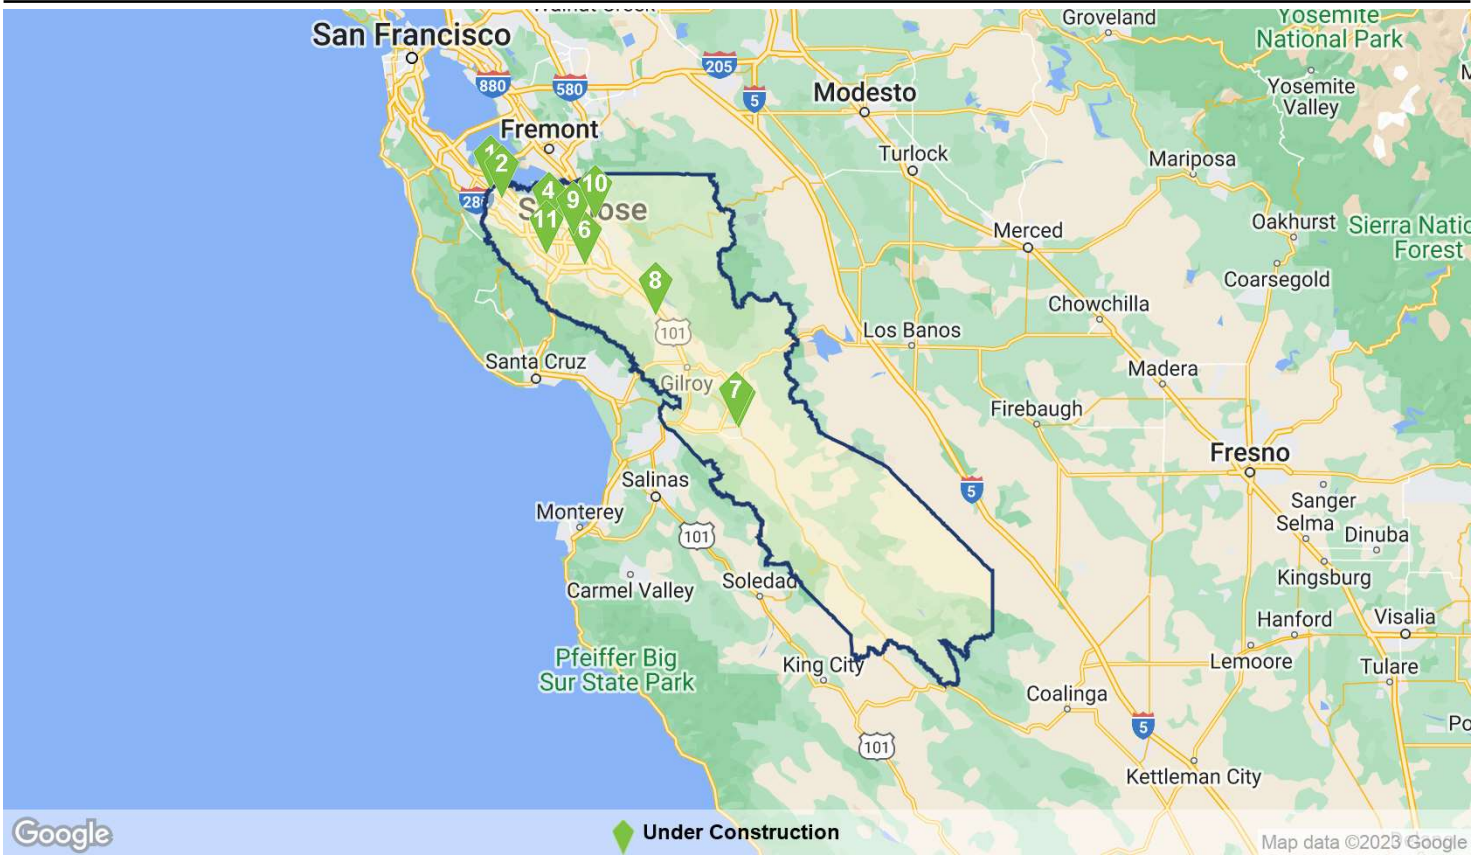 Groveland
Yosemite
National Park
San Francisco
880
580
205
5
Modesto
Yosemite
Valley
Fremont
Turlock
Mariposa
1
2
280
4
10
9
11
6
Merced
Oakhurst
Coarsegold
8
101
Chowchilla
Los Banos
Santa Cruz
Gilroy
7
Madera
Firebaugh
Fresno
Salinas
5
Sanger
Selma
Monterey
101
Dinuba
Kingsburg
Carmel Valley
Soledad
Hanford
Visalia
Pfeiffer Big
Sur State Park
King City
Lemoore
Tulare
Coalinga
5
101
Kettleman City
Google
Under Construction
Map data ©2023 Google